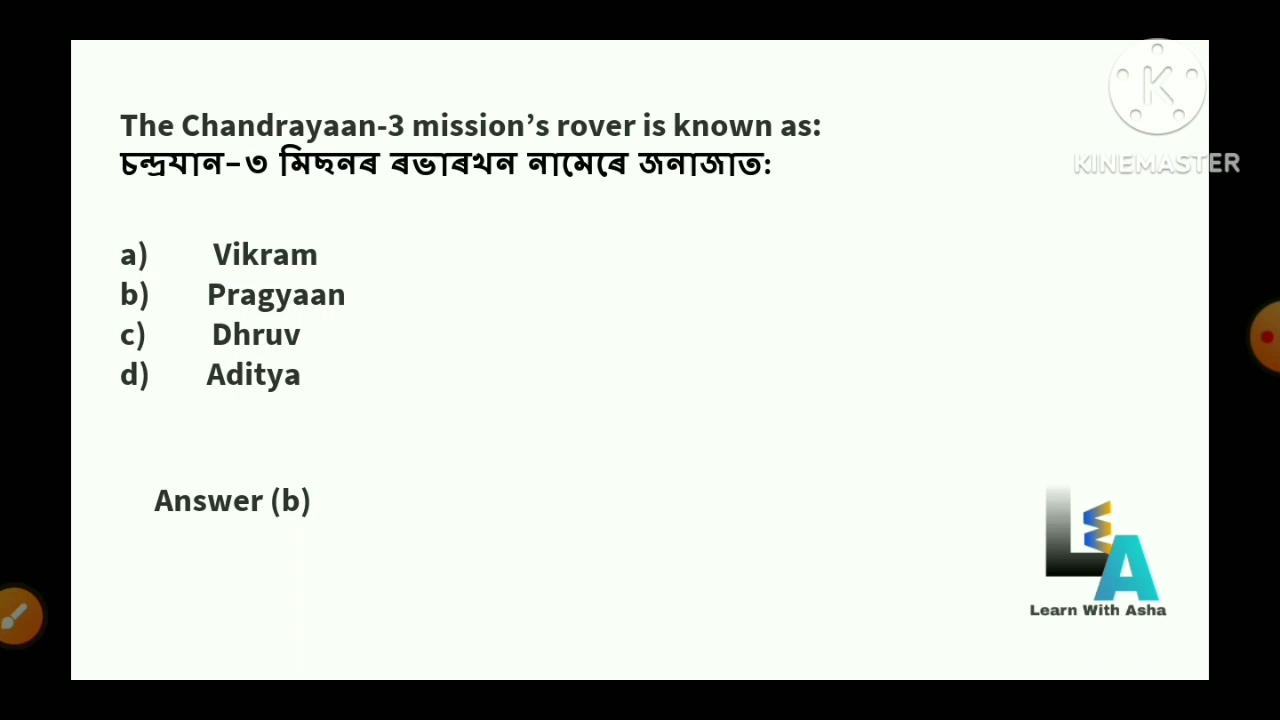 The Chandrayaan-3 mission's rover is known as:
চন্দ্ৰযান-৩ মিছনৰ ৰভাৰখন নামেৰে জনাজাত:
a) Vikram
b) Pragyaan
c) Dhruv
d) Aditya
Answer (b)
KINEMASTER
LEA
Learn With Asha